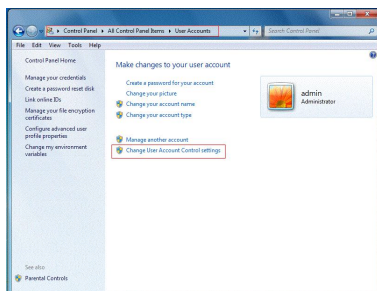 Control Panel ▸ All Control Panel Items ▸ User Accounts
Search Control Panel
File Edit View Tools Help
Control Panel Home
Manage your credentials
Create a password reset disk
Link online IDs
Manage your file encryption
certificates
Configure advanced user
profile properties
Change my environment
variables
See also
Parental Controls
Make changes to your user account
Create a password for your account
Change your picture
Change your account name
Change your account type
Manage another account
Change User Account Control settings
admin
Administrator